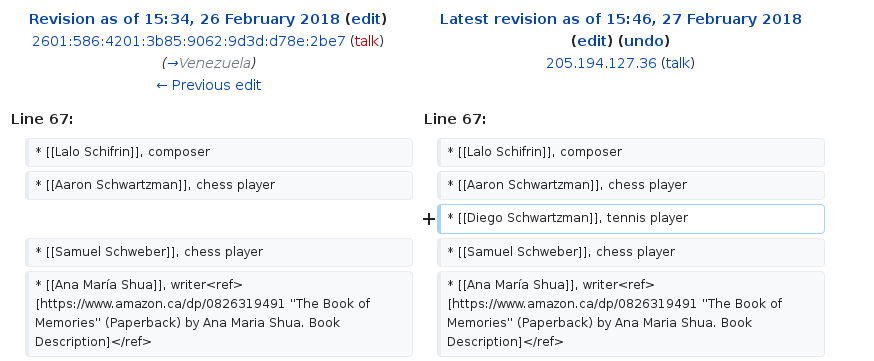 Revision as of 15:34, 26 February 2018 (edit)
2601:586:4201:3b85:9062:9d3d:d78e:2be7 (talk)
(→Venezuela)
← Previous edit
Latest revision as of 15:46, 27 February 2018
(edit) (undo)
205.194.127.36 (talk)
Line 67:
Line 67:
* [[Lalo Schifrin]], composer
* [[Lalo Schifrin]], composer
* [[Aaron Schwartzman]], chess player
* [[Aaron Schwartzman]], chess player
+ * [[Diego Schwartzman]], tennis player
* [[Samuel Schweber]], chess player
* [[Samuel Schweber]], chess player
* [[Ana María Shua]], writer<ref>
[https://www.amazon.ca/dp/0826319491 "The Book of
Memories" (Paperback) by Ana Maria Shua. Book
Description]</ref>
* [[Ana María Shua]], writer<ref>
[https://www.amazon.ca/dp/0826319491 "The Book of
Memories" (Paperback) by Ana Maria Shua. Book
Description]</ref>